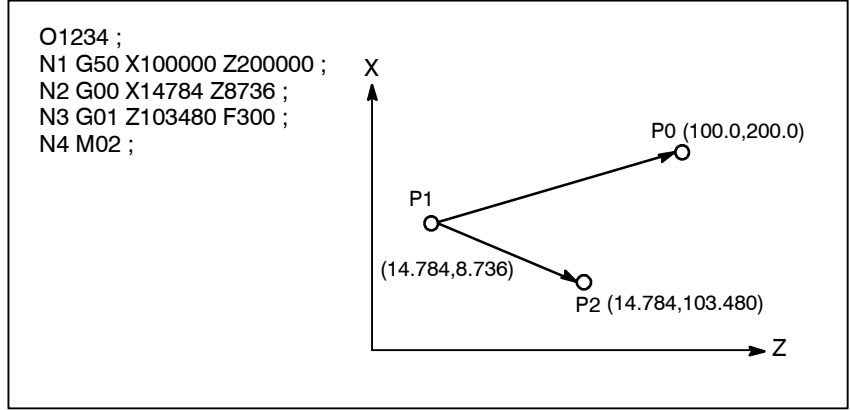 O1234 ;
N1 G50 X100000 Z200000 ;
N2 G00 X14784 Z8736 ;
N3 G01 Z103480 F300 ;
N4 M02 ;
X
P0 (100.0,200.0)
P1
(14.784,8.736)
P2 (14.784,103.480)
Z